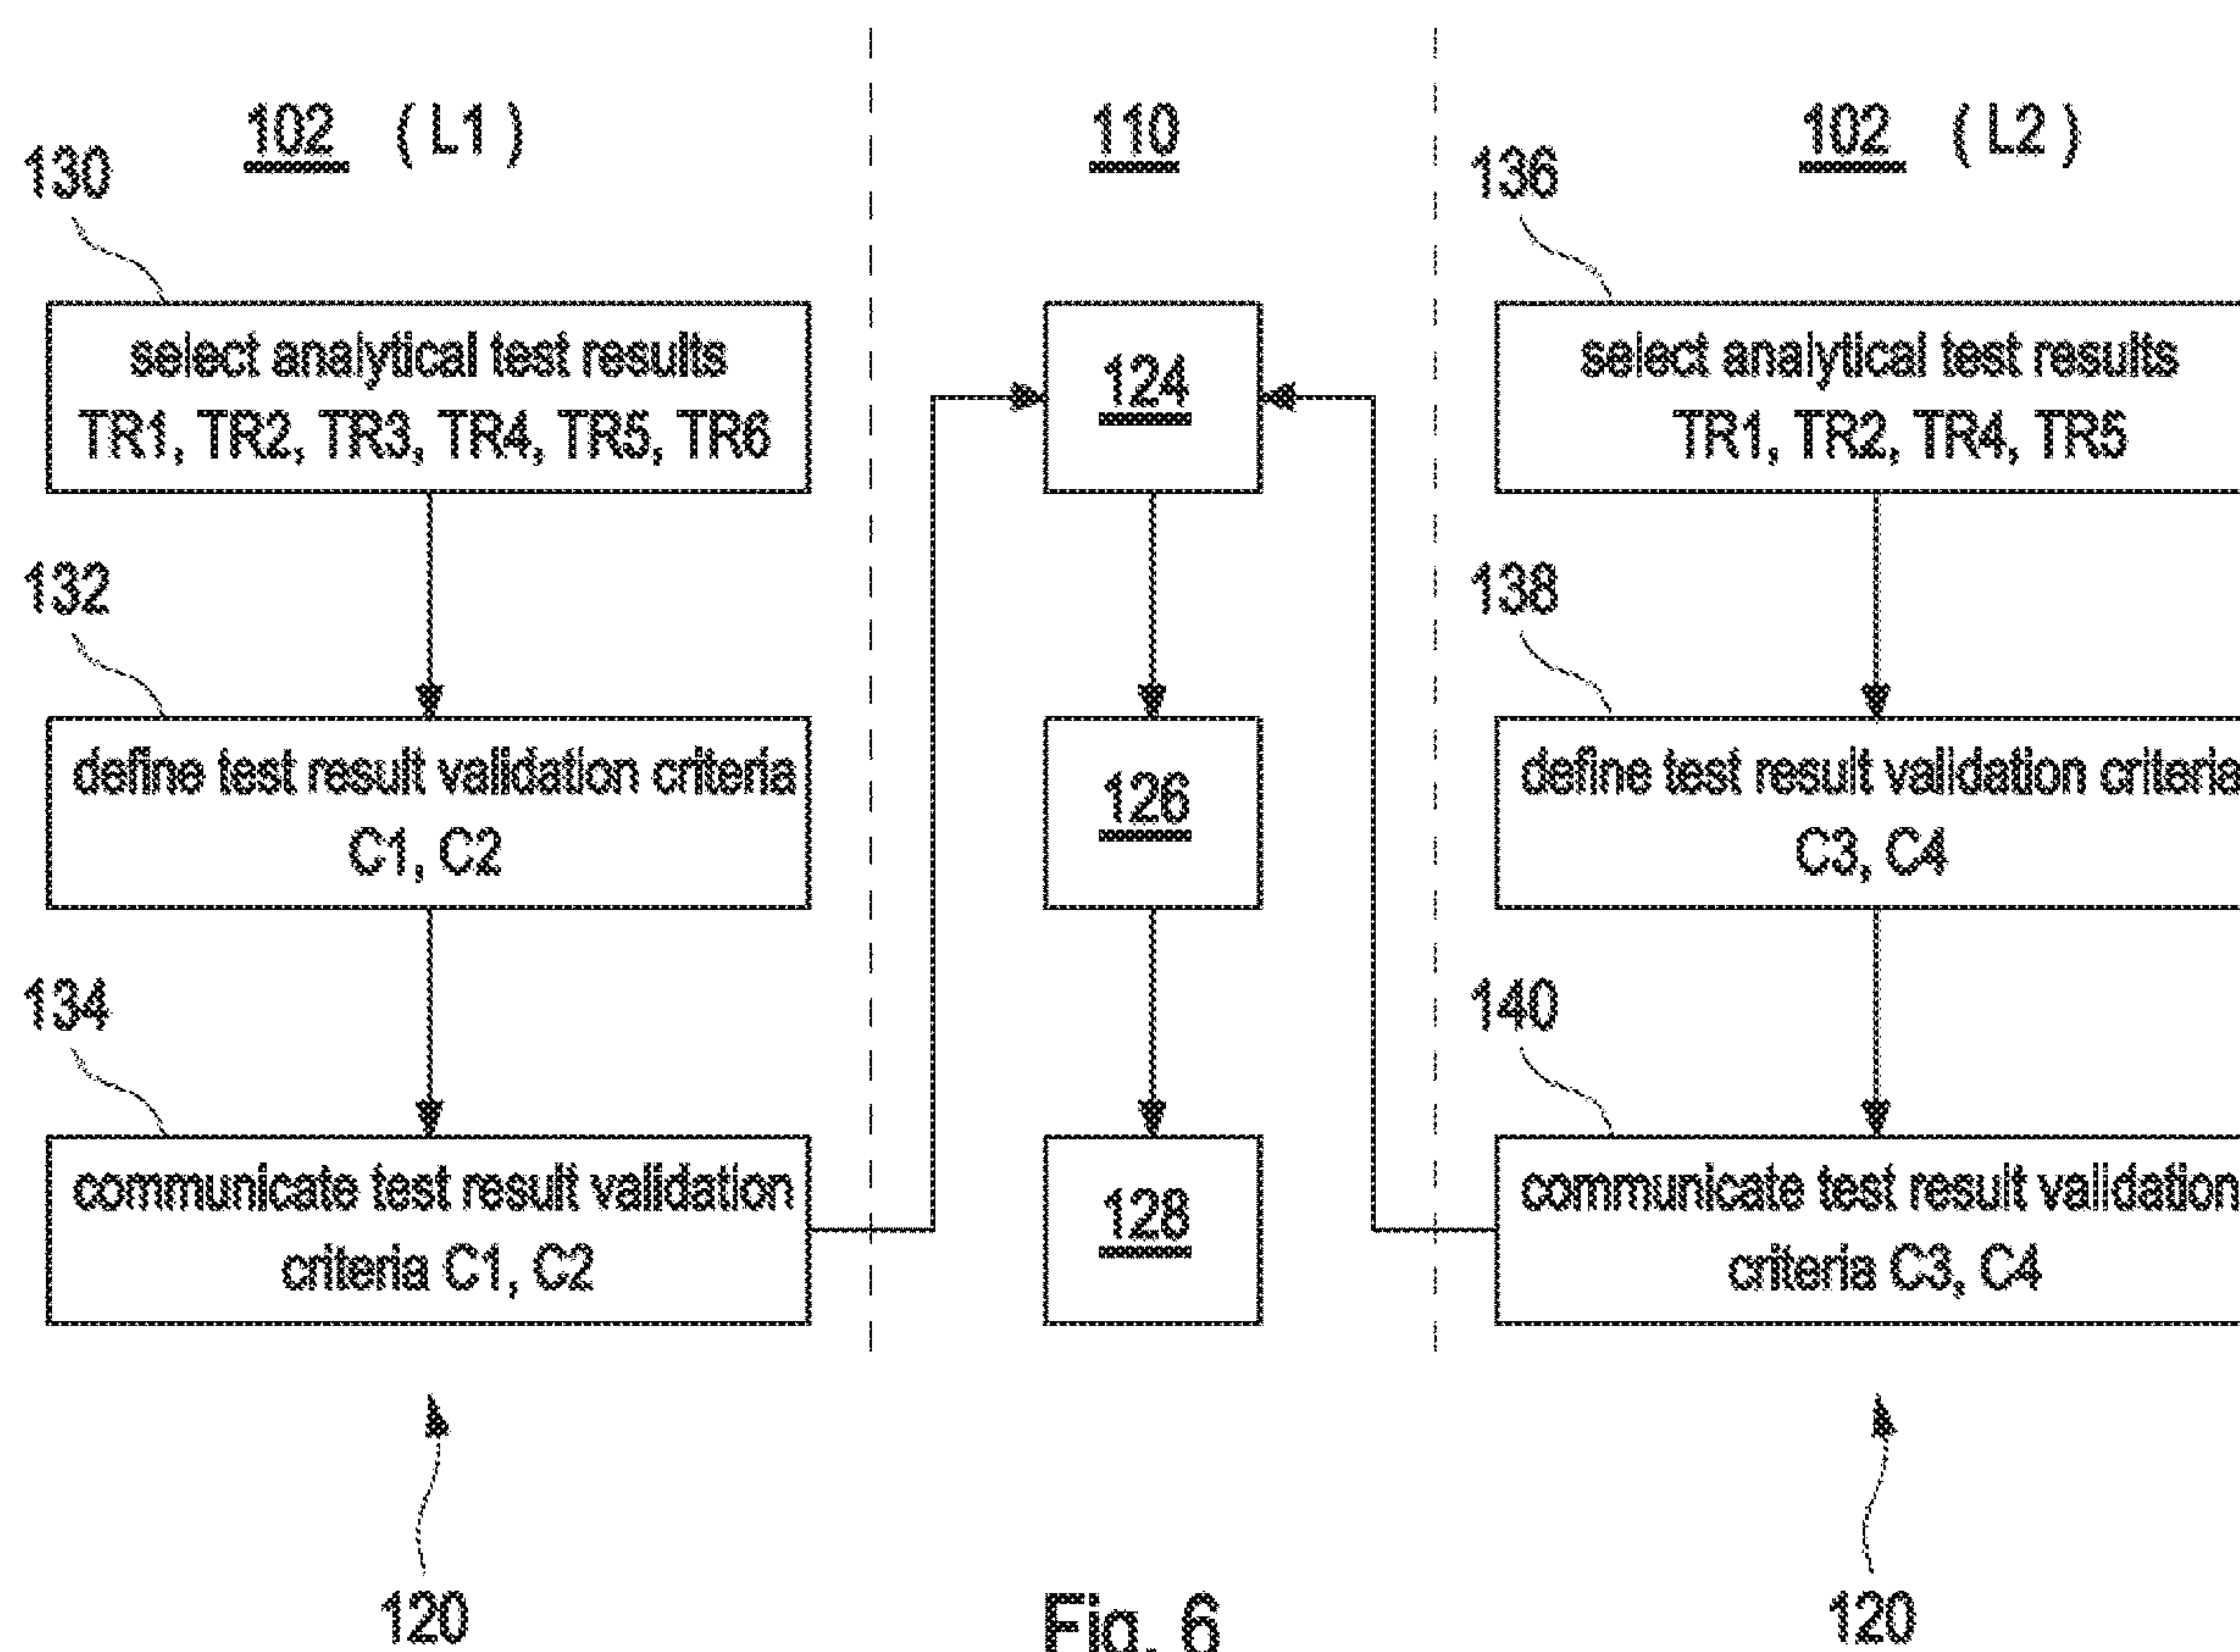 102 ( L1 )
110
102 ( L2 )
130
136
select analytical test results
TR1, TR2, TR3, TR4, TR5, TR6
124
select analytical test results
TR1, TR2, TR4, TR5
132
138
define test result validation criteria
C1, C2
126
define test result validation criteria
C3, C4
134
140
communicate test result validation
criteria C1, C2
128
communicate test result validation
criteria C3, C4
120
Fig. 6
120